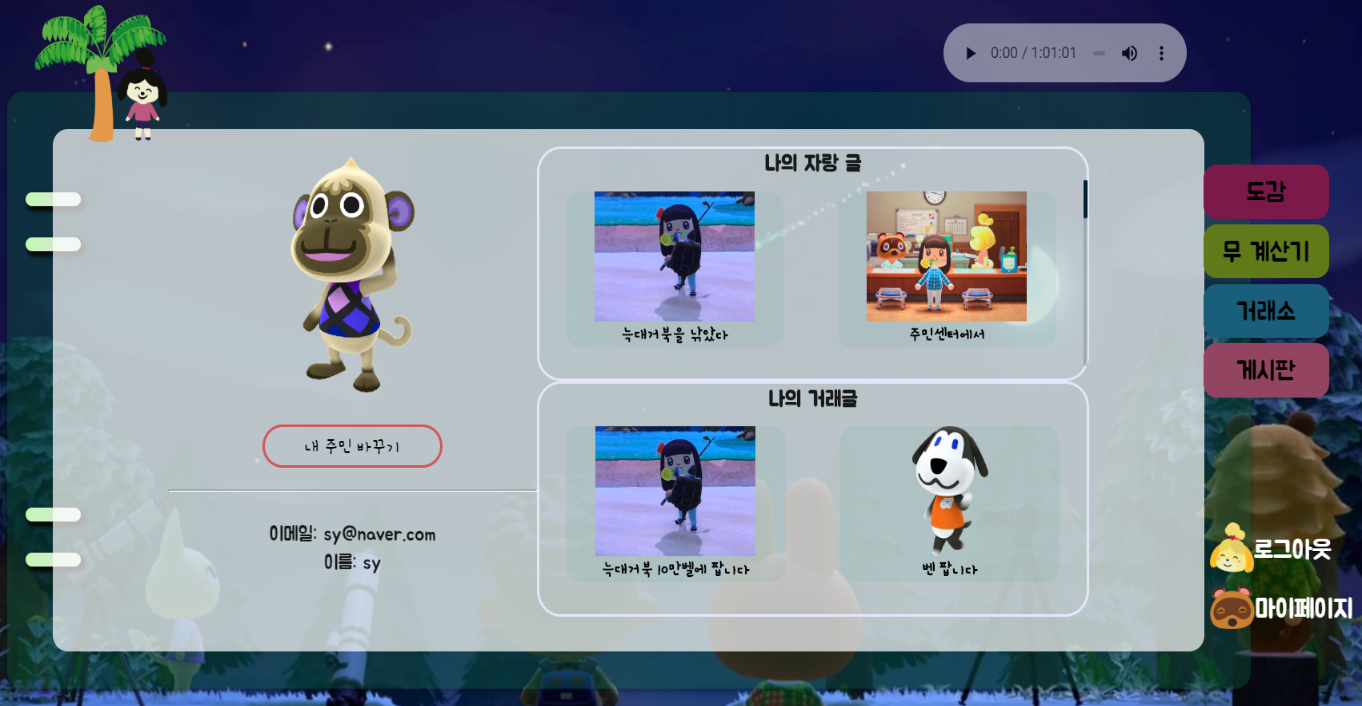 0:00 / 1:01:01
나의 자랑 글
늑대거북을 낚았다
주민센터에서
나의 거래글
늑대거북 10만벨에 팝니다
벤 팝니다
내 주민 바꾸기
이메일: sy@naver.com
이름: sy
도감
무 계산기
거래소
게시판
로그아웃
마이페이지